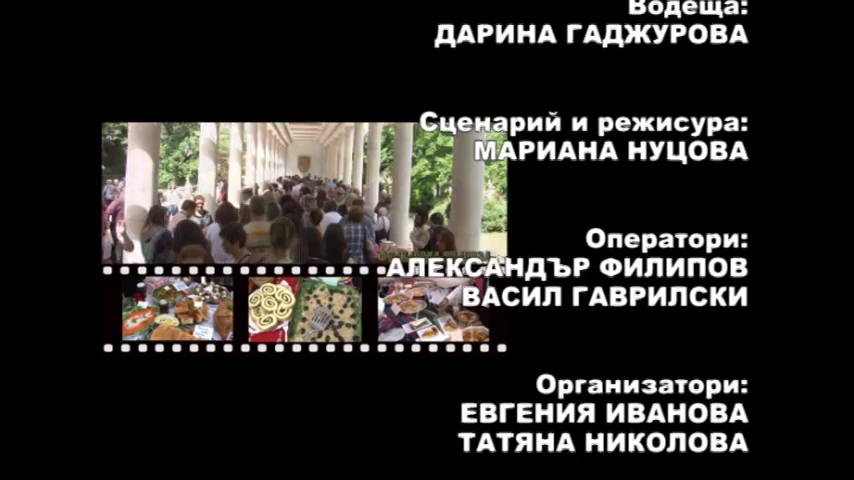 Водеща:
ДАРИНА ГАДЖУРОВА
Сценарий и режисура:
МАРИАНА НУЦОВА
Оператори:
АЛЕКСАНДЪР ФИЛИПОВ
ВАСИЛ ГАВРИЛСКИ
Организатори:
ЕВГЕНИЯ ИВАНОВА
ТАТЯНА НИКОЛОВА